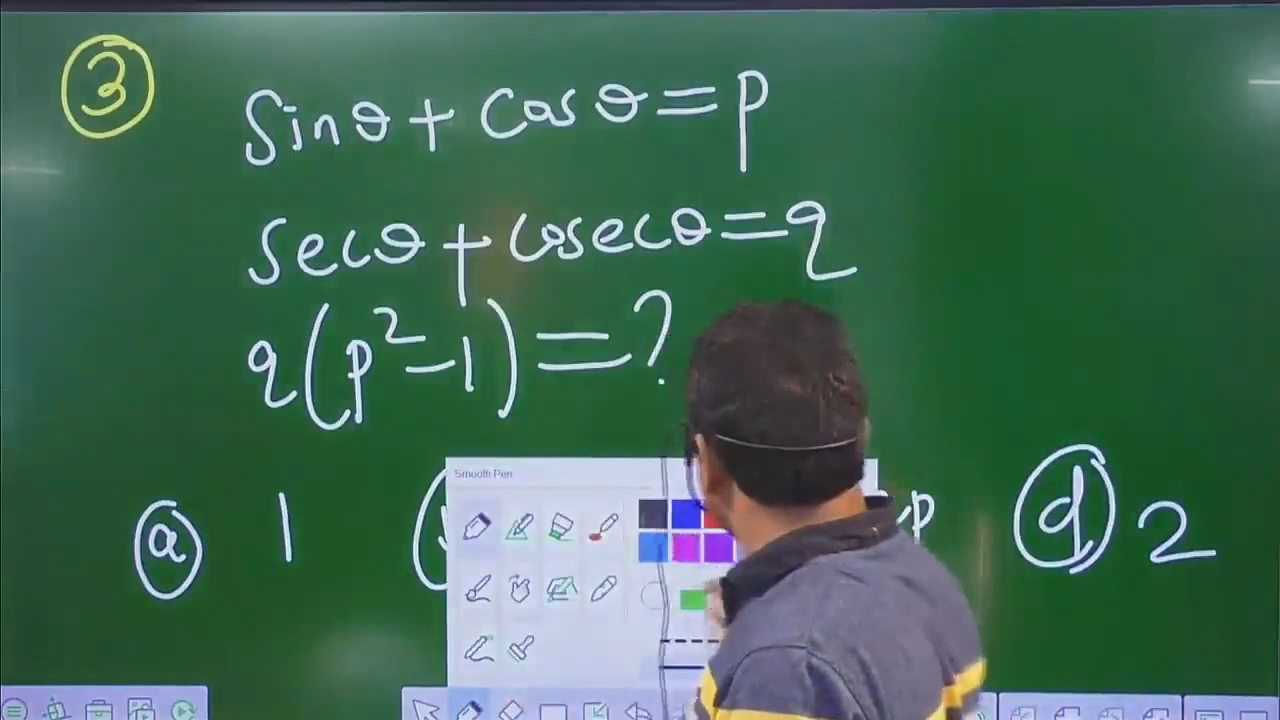 3
Sinθ + Cosθ = p
Secθ + Cosecθ = q
q(p²-1) = ?
Smooth Pen
a 1 p d 2